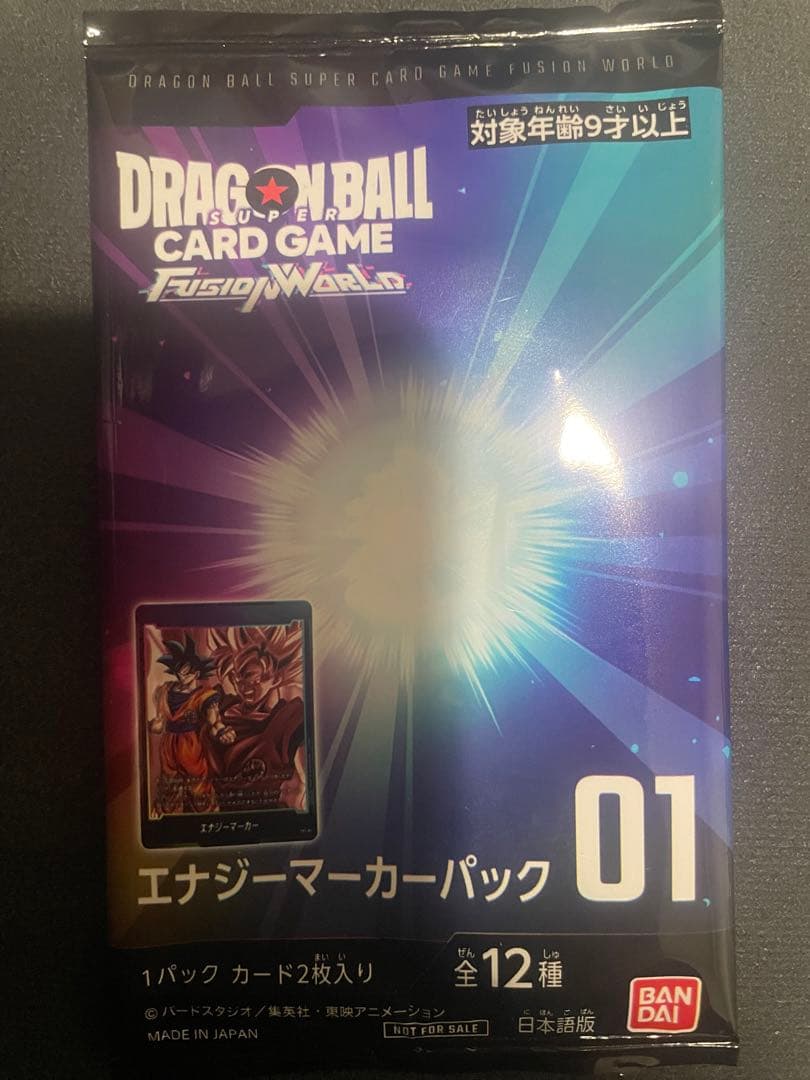 DRAGON BALL SUPER CARD GAME FUSION WORLD
たいしょうねんれい さいいじょう
対象年齢9才以上
DRAGON BALL
SUPER
CARD GAME
FUSION WORLD
エナジーマーカー
エナジーマーカーパック 01
まいい
1パック カード2枚入り
ぜん しゅ
全12種
©バードスタジオ／集英社・東映アニメーション
MADE IN JAPAN
NOT FOR SALE
にほんごばん
日本語版
BAN
DAI